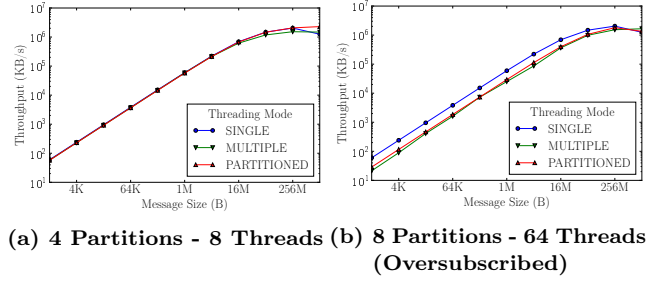 Throughput (KB/s)
10^7
10^6
10^5
10^4
10^3
10^2
10^1
Threading Mode
SINGLE
MULTIPLE
PARTITIONED
4K 64K 1M 16M 256M
Message Size (B)
(a) 4 Partitions - 8 Threads
Throughput (KB/s)
10^7
10^6
10^5
10^4
10^3
10^2
10^1
Threading Mode
SINGLE
MULTIPLE
PARTITIONED
4K 64K 1M 16M 256M
Message Size (B)
(b) 8 Partitions - 64 Threads
(Oversubscribed)